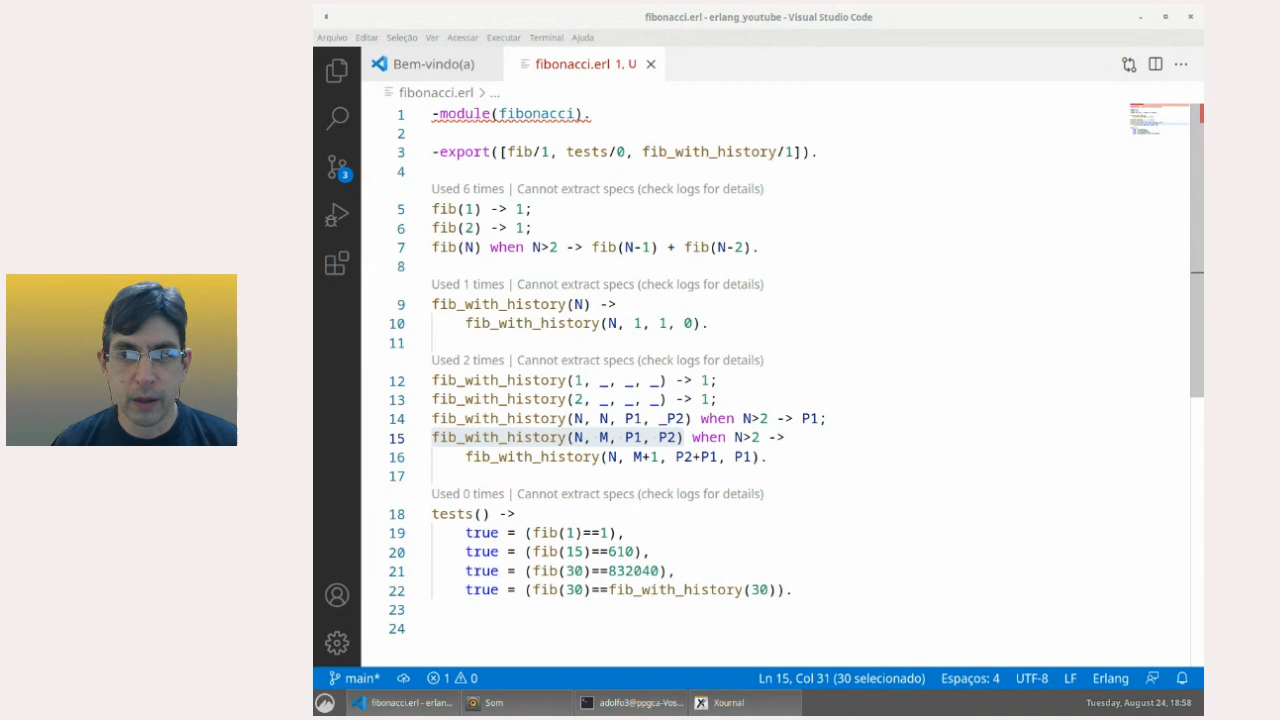 fibonacci.erl - erlang_youtube - Visual Studio Code
Arquivo Editar Seleção Ver Acessar Executar Terminal Ajuda
Bem-vindo(a) fibonacci.erl 1, U
fibonacci.erl > ...
1 -module(fibonacci).
2
3 -export([fib/1, tests/0, fib_with_history/1]).
4
Used 6 times | Cannot extract specs (check logs for details)
5 fib(1) -> 1;
6 fib(2) -> 1;
7 fib(N) when N>2 -> fib(N-1) + fib(N-2).
8
Used 1 times | Cannot extract specs (check logs for details)
9 fib_with_history(N) ->
10 fib_with_history(N, 1, 1, 0).
11
Used 2 times | Cannot extract specs (check logs for details)
12 fib_with_history(1, _, _, _) -> 1;
13 fib_with_history(2, _, _, _) -> 1;
14 fib_with_history(N, N, P1, _P2) when N>2 -> P1;
15 fib_with_history(N, M, P1, P2) when N>2 ->
16 fib_with_history(N, M+1, P2+P1, P1).
17
Used 0 times | Cannot extract specs (check logs for details)
18 tests() ->
19 true = (fib(1)==1),
20 true = (fib(15)==610),
21 true = (fib(30)==832040),
22 true = (fib(30)==fib_with_history(30)).
23
24
3
main* 1 0 Ln 15, Col 31 (30 selecionado) Espaços: 4 UTF-8 LF Erlang
fibonacci.erl - erlan... Som adolfo3@ppgca-Vos... Xournal Tuesday, August 24, 18:58